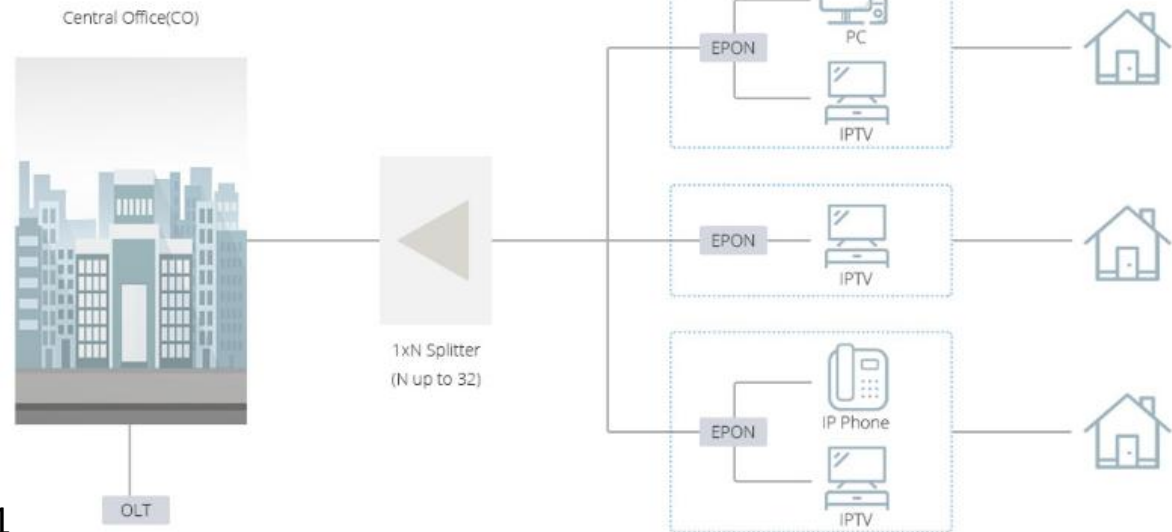 Central Office(CO)
PC
EPON
IPTV
EPON
IPTV
1xN Splitter
(N up to 32)
IP Phone
EPON
IPTV
OLT
1